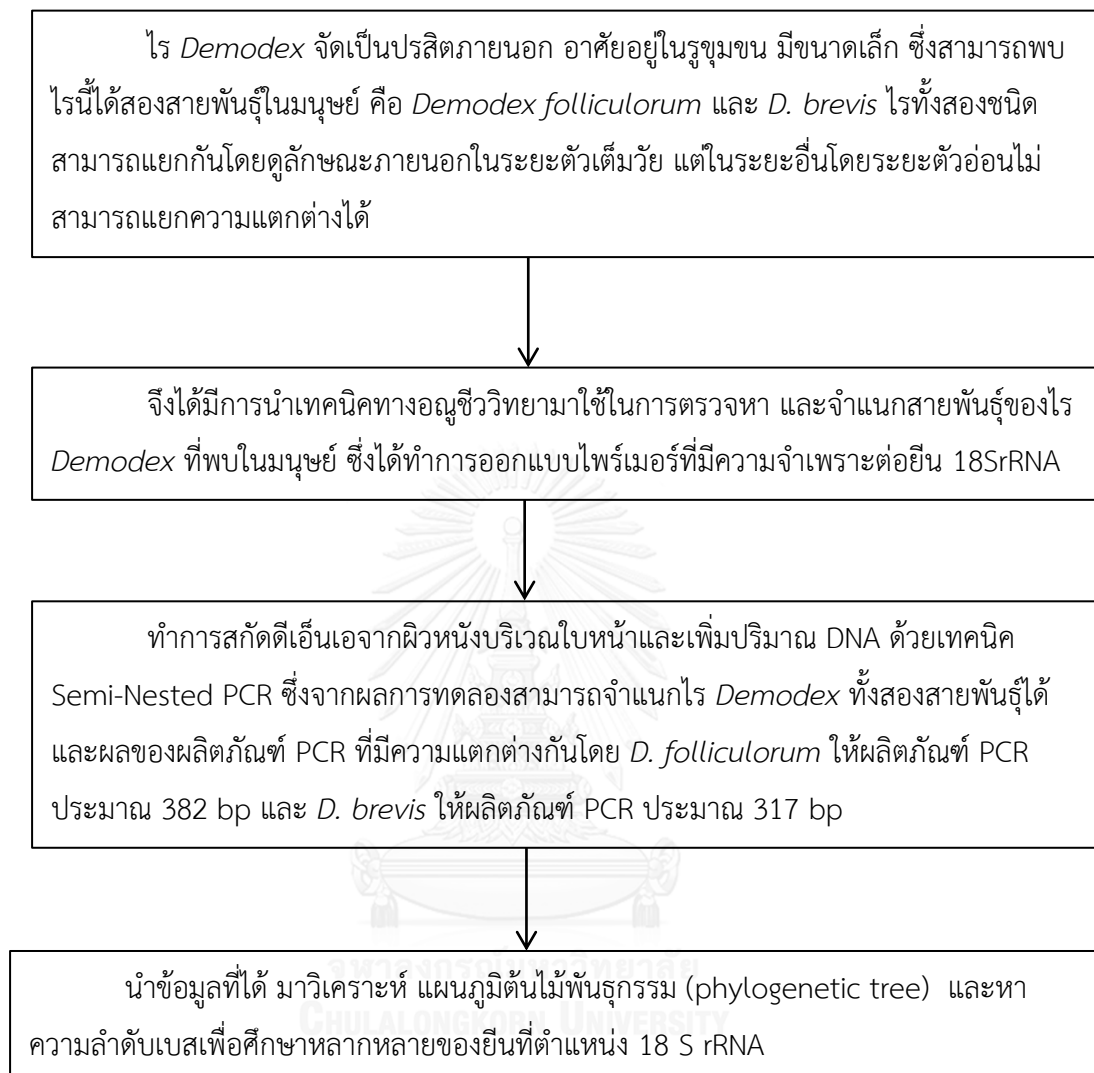 ไร Demodex จัดเป็นปรสิตภายนอก อาศัยอยู่ในรูขุมขน มีขนาดเล็ก ซึ่งสามารถพบ
ไรนี้ได้สองสายพันธุ์ในมนุษย์ คือ Demodex folliculorum และ D. brevis ไรทั้งสองชนิด
สามารถแยกกันโดยดูลักษณะภายนอกในระยะตัวเต็มวัย แต่ในระยะอื่นโดยระยะตัวอ่อนไม่
สามารถแยกความแตกต่างได้
จึงได้มีการนำเทคนิคทางอณูชีววิทยามาใช้ในการตรวจหา และจำแนกสายพันธุ์ของไร
Demodex ที่พบในมนุษย์ ซึ่งได้ทำการออกแบบไพร์เมอร์ที่มีความจำเพราะต่อยีน 18SrRNA
ทำการสกัดดีเอ็นเอจากผิวหนังบริเวณใบหน้าและเพิ่มปริมาณ DNA ด้วยเทคนิค
Semi-Nested PCR ซึ่งจากผลการทดลองสามารถจำแนกไร Demodex ทั้งสองสายพันธุ์ได้
และผลของผลิตภัณฑ์ PCR ที่มีความแตกต่างกันโดย D. folliculorum ให้ผลิตภัณฑ์ PCR
ประมาณ 382 bp และ D. brevis ให้ผลิตภัณฑ์ PCR ประมาณ 317 bp
จุฬาลงกรณ์มหาวิทยาลัย
นำข้อมูลที่ได้ มาวิเคราะห์ แผนภูมิต้นไม้พันธุกรรม (phylogenetic tree) และหา
CHULALONGKORN UNIVERSITY
ความลำดับเบสเพื่อศึกษาหลากหลายของยีนที่ตำแหน่ง 18 S rRNA